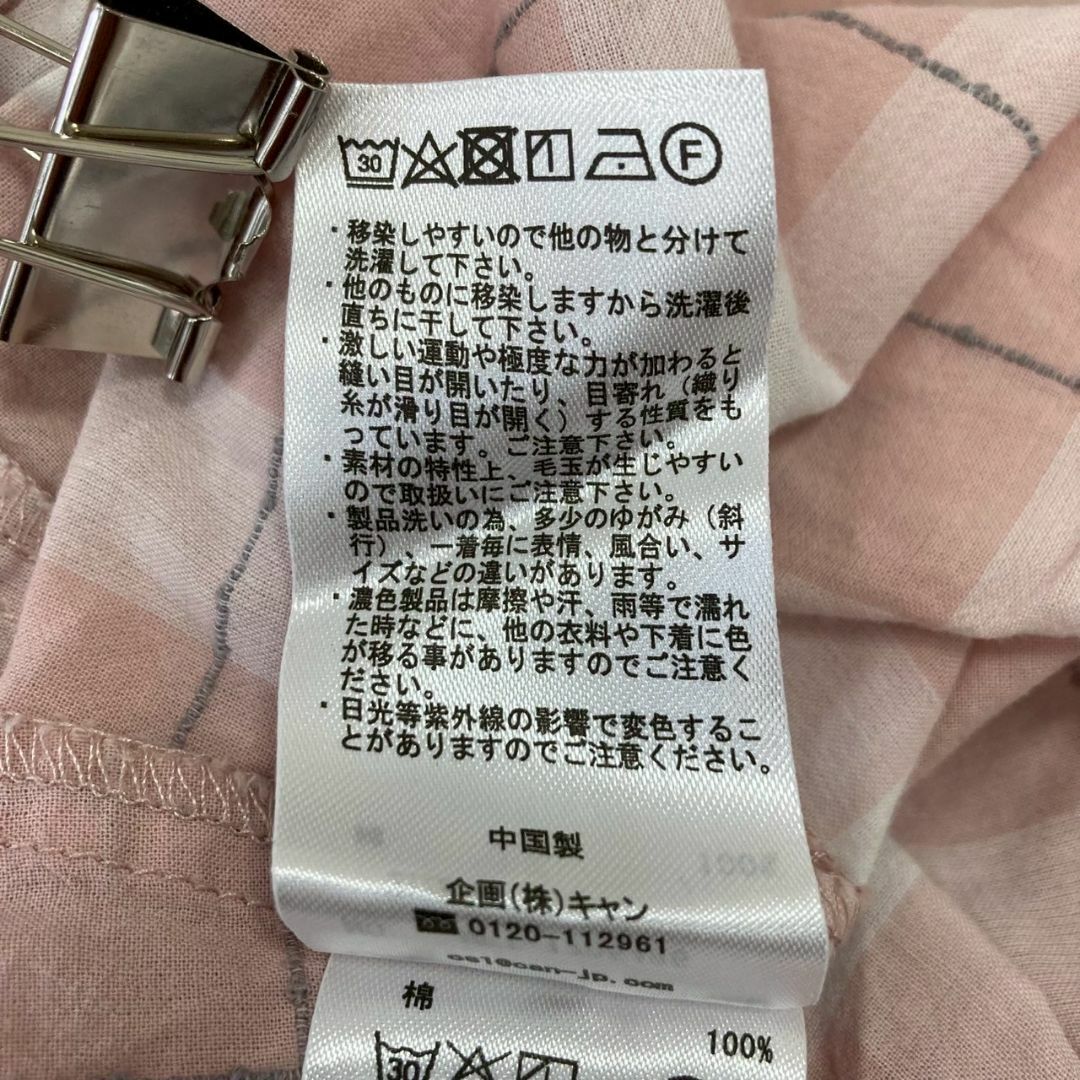 30
F
・移染しやすいので他の物と分けて
洗濯して下さい。
・他のものに移染しますから洗濯後
直ちに干して下さい。
・激しい運動や極度な力が加わると
縫い目が開いたり、目寄れ（織り
糸が滑り目が開く）する性質をも
っています。ご注意下さい。
・素材の特性上、毛玉が生じやすい
ので取扱いにご注意下さい。
・製品洗いの為、多少のゆがみ（斜
行）、一着毎に表情、風合い、サ
イズなどの違いがあります。
・濃色製品は摩擦や汗、雨等で濡れ
た時などに、他の衣料や下着に色
が移る事がありますのでご注意く
ださい。
・日光等紫外線の影響で変色するこ
とがありますのでご注意ください。
中国製
企画(株)キャン
0120-112961
cs1@can-jp.com
棉 100%
30